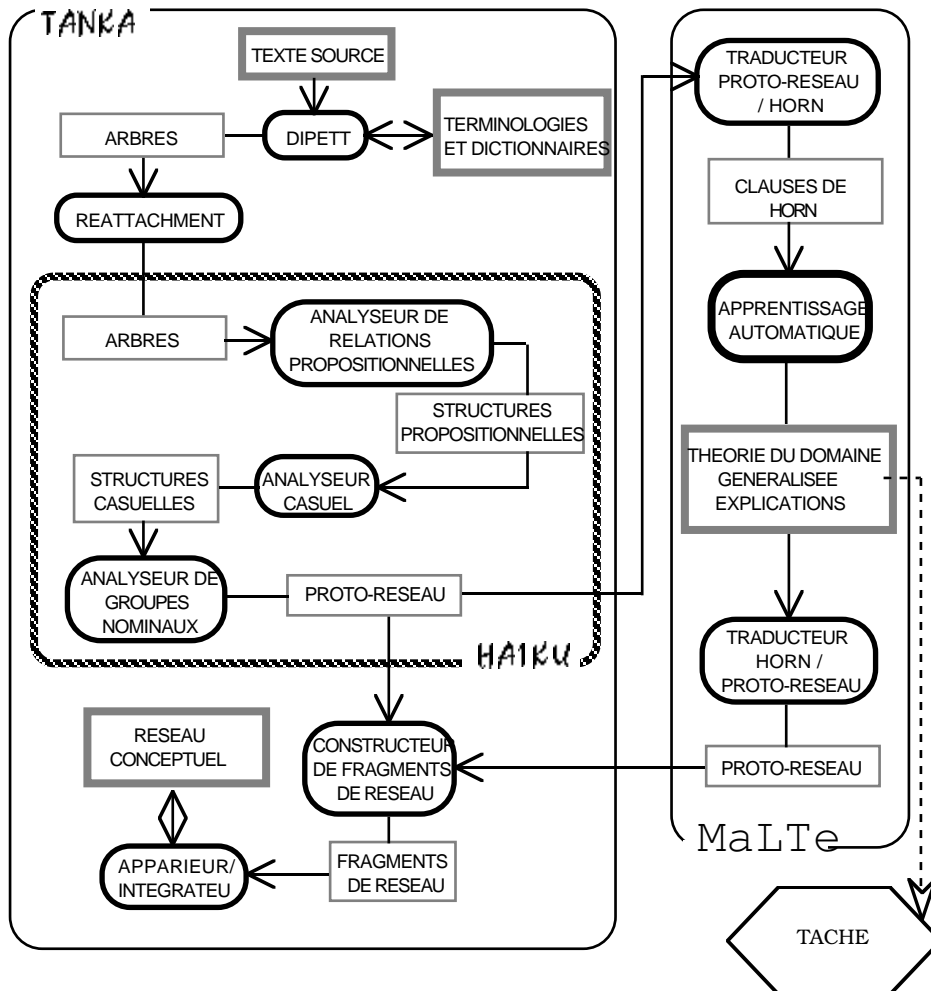 TANKA
TEXTE SOURCE
DIPETT
TERMINOLOGIES
ET DICTIONNAIRES
ARBRES
REATTACHMENT
ARBRES
ANALYSEUR DE
RELATIONS
PROPOSITIONNELLES
STRUCTURES
PROPOSITIONNELLES
ANALYSEUR
CASUEL
STRUCTURES
CASUELLES
ANALYSEUR DE
GROUPES
NOMINAUX
PROTO-RESEAU
HAIKU
RESEAU
CONCEPTUEL
CONSTRUCTEUR
DE FRAGMENTS
DE RESEAU
FRAGMENTS
DE RESEAU
APPARIEUR/
INTEGRATEU
TRADUCTEUR
PROTO-RESEAU
/ HORN
CLAUSES DE
HORN
APPRENTISSAGE
AUTOMATIQUE
THEORIE DU DOMAINE
GENERALISEE
EXPLICATIONS
TRADUCTEUR
HORN /
PROTO-RESEAU
PROTO-RESEAU
MaLTe
TACHE